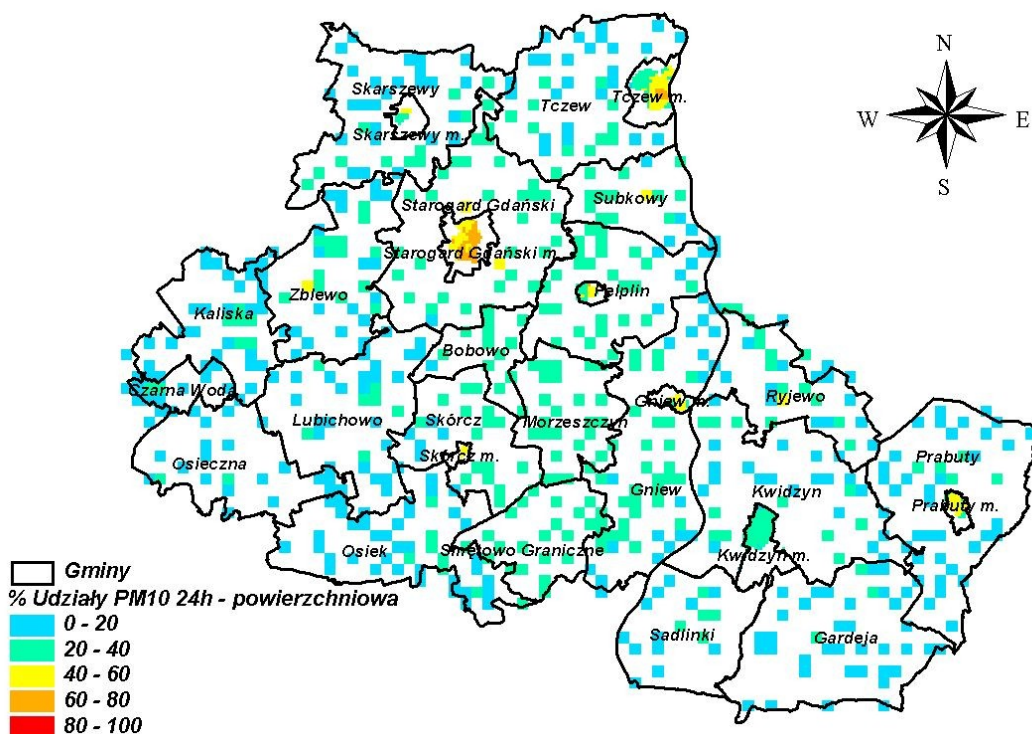 N
W
E
S
Skarszewy
Skarszewy m.
Tczew
Tczew m.
Subkowy
Starogard Gdański
Starogard Gdański m.
Pelplin
Zblewo
Kaliska
Bobowo
Czarna Woda
Lubichowo
Skórcz
Skórcz m.
Morzeszczyn
Gniew m.
Ryjewo
Osieczna
Gniew
Kwidzyn
Prabuty
Prabuty m.
Osiek
Smętowo Graniczne
Kwidzyn m.
Sadlinki
Gardeja
Gminy
% Udziały PM10 24h - powierzchniowa
0 - 20
20 - 40
40 - 60
60 - 80
80 - 100